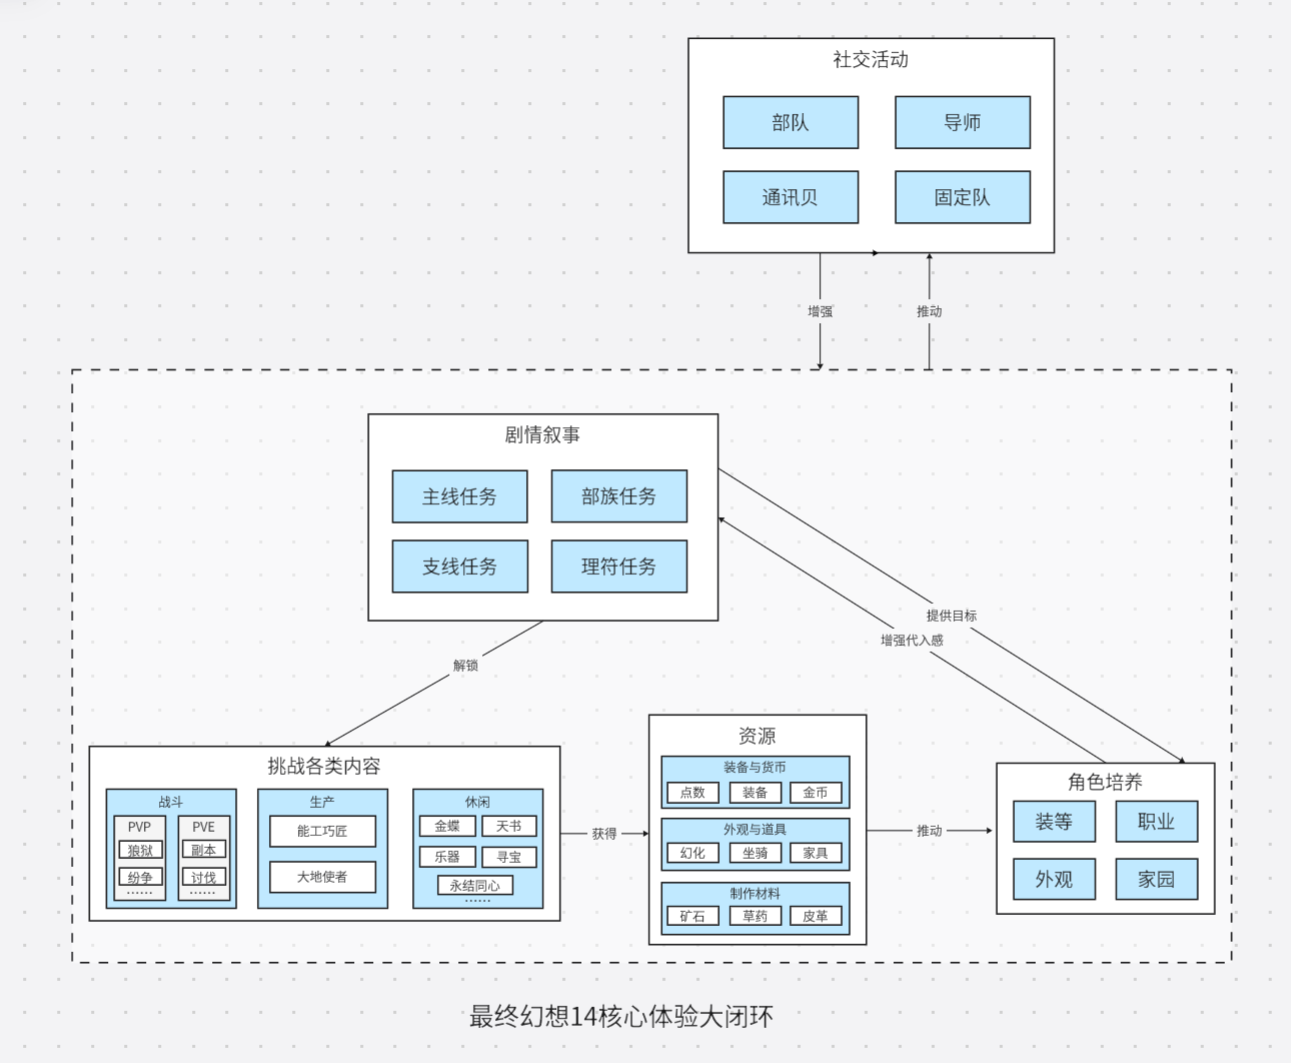 社交活动
部队
导师
通讯贝
固定队
增强
推动
剧情叙事
主线任务
部族任务
支线任务
理符任务
提供目标
增强代入感
解锁
挑战各类内容
战斗
PVP
狼狱
纷争
......
PVE
副本
讨伐
......
生产
能工巧匠
大地使者
休闲
金蝶
天书
乐器
寻宝
永结同心
......
获得
资源
装备与货币
点数
装备
金币
外观与道具
幻化
坐骑
家具
制作材料
矿石
草药
皮革
推动
角色培养
装等
职业
外观
家园
最终幻想14核心体验大闭环